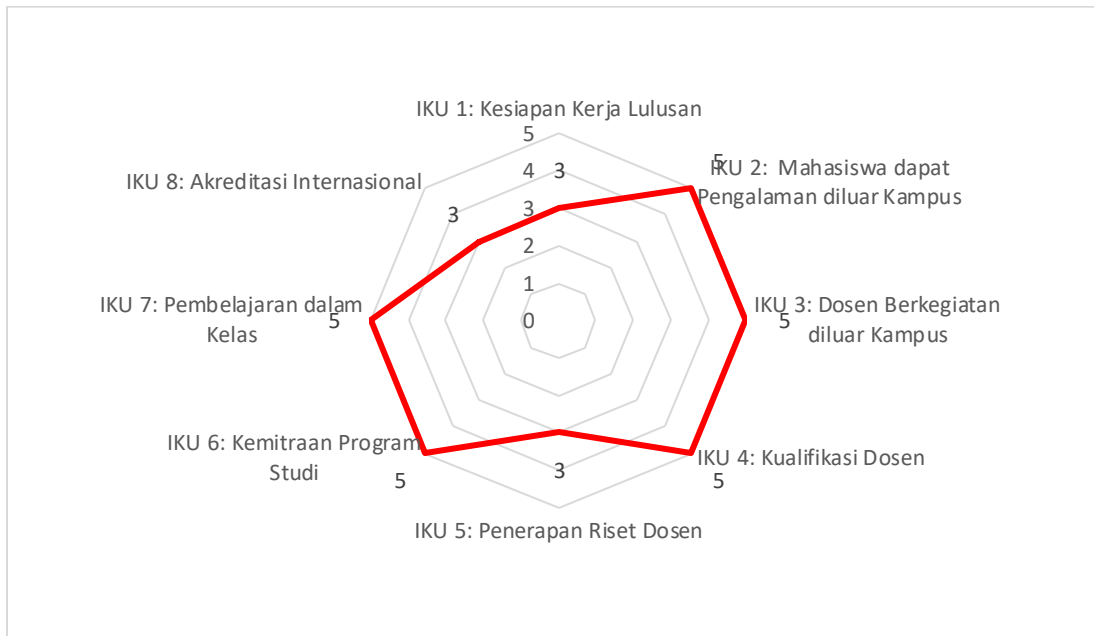 IKU 1: Kesiapan Kerja Lulusan
5
4
3
3
2
1
0
5
IKU 2: Mahasiswa dapat
Pengalaman diluar Kampus
IKU 8: Akreditasi Internasional
3
IKU 3: Dosen Berkegiatan
diluar Kampus
5
IKU 7: Pembelajaran dalam
Kelas
5
IKU 4: Kualifikasi Dosen
5
IKU 6: Kemitraan Program
Studi
5
3
IKU 5: Penerapan Riset Dosen